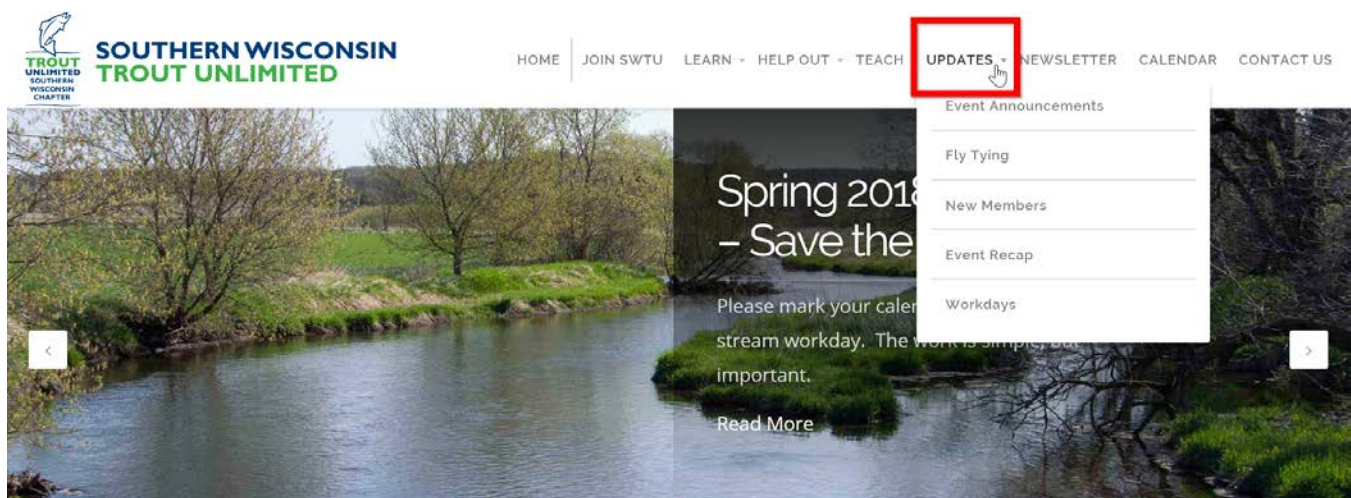 TROUT
UNLIMITED
SOUTHERN
WISCONSIN
CHAPTER
SOUTHERN WISCONSIN
TROUT UNLIMITED
HOME JOIN SWTU LEARN HELP OUT TEACH UPDATES NEWSLETTER CALENDAR CONTACT US
Event Announcements
Fly Tying
New Members
Event Recap
Workdays
Spring 2018
– Save the
Please mark your
stream workday. The work is simple, but
important.
Read More